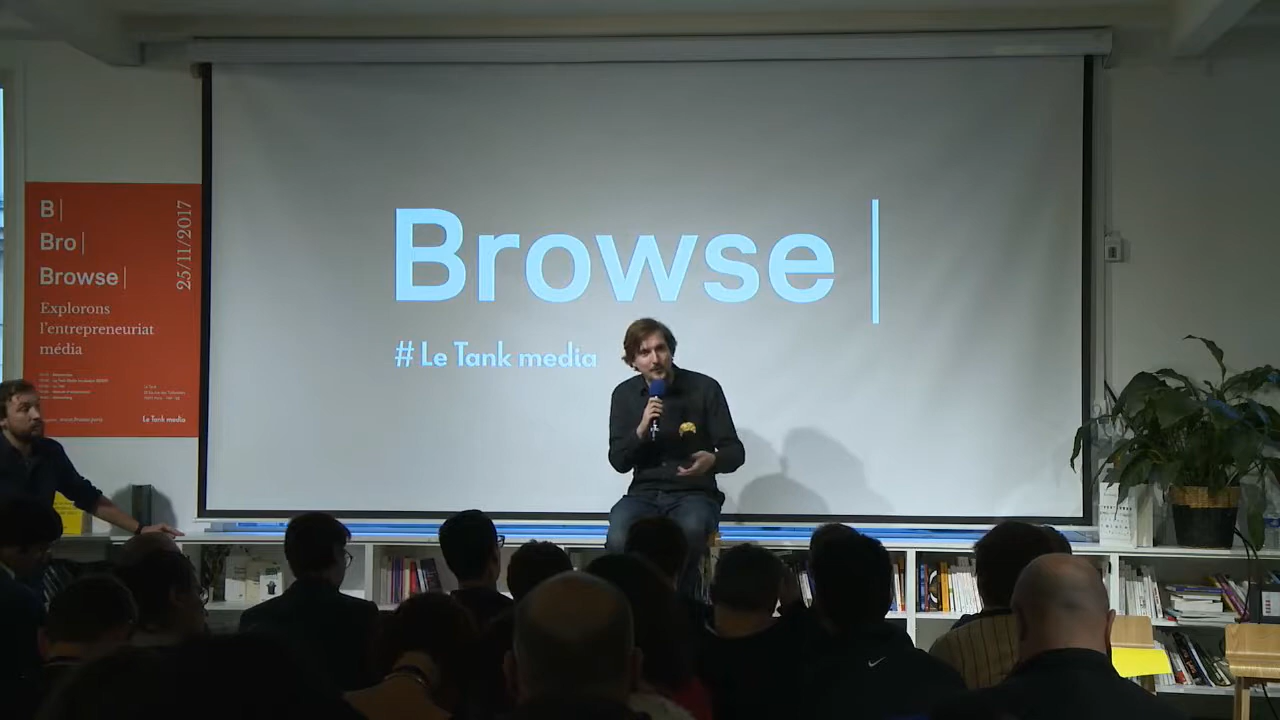 B|
Bro|
Browse|
25/11/2017
Explorons
l'entrepreneuriat
média
Le Tank media
Browse|
# Le Tank media